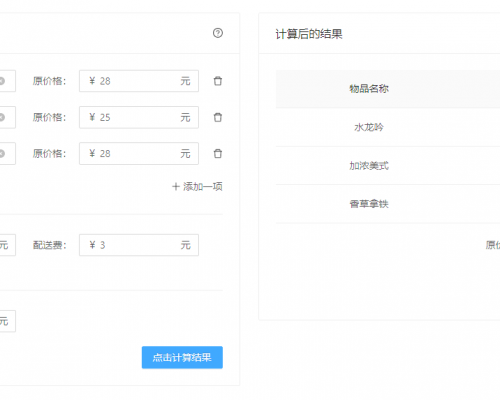 原价格： ¥ 28 元
原价格： ¥ 25 元
原价格： ¥ 28 元
+ 添加一项
元 配送费： ¥ 3 元
元
点击计算结果
计算后的结果
物品名称
水龙吟
加浓美式
香草拿铁
原价